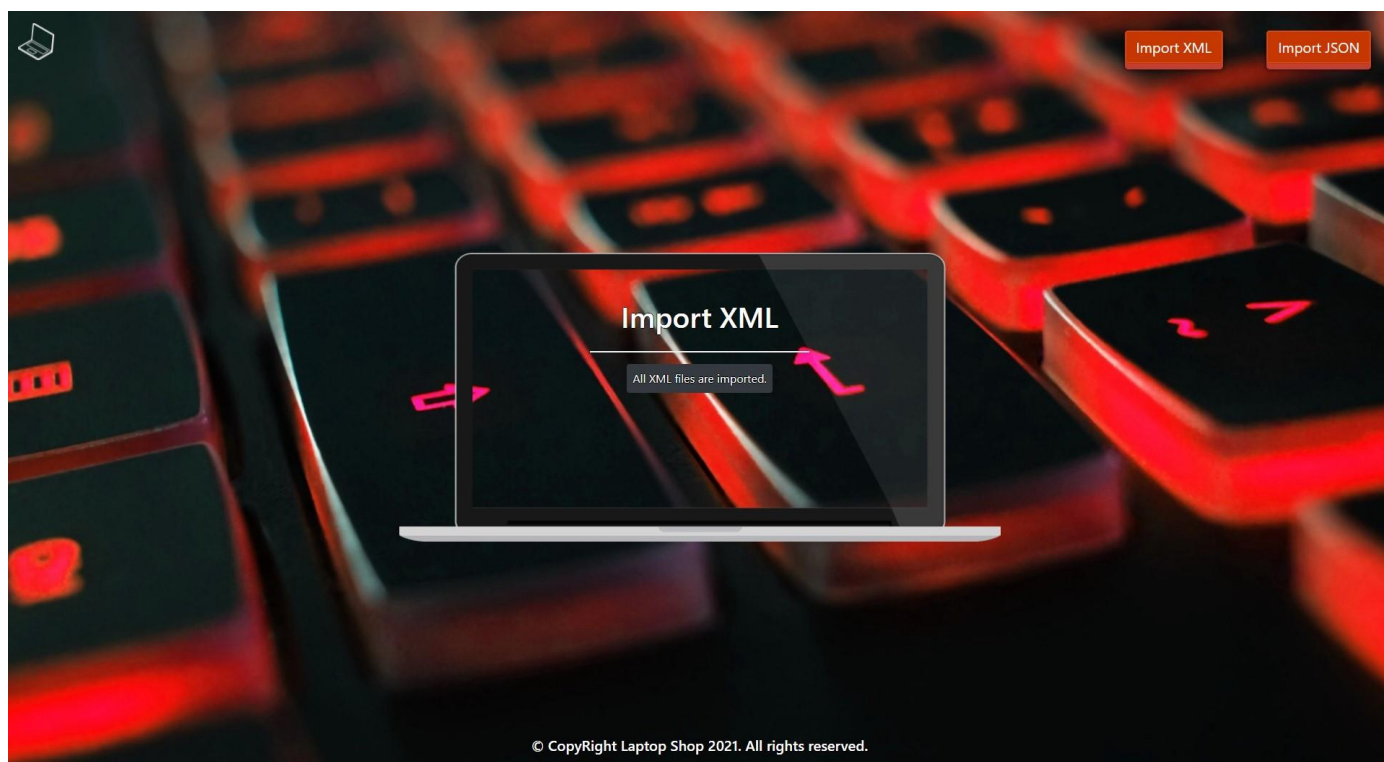 Import XML
Import JSON
Import XML
All XML files are imported.
© CopyRight Laptop Shop 2021. All rights reserved.